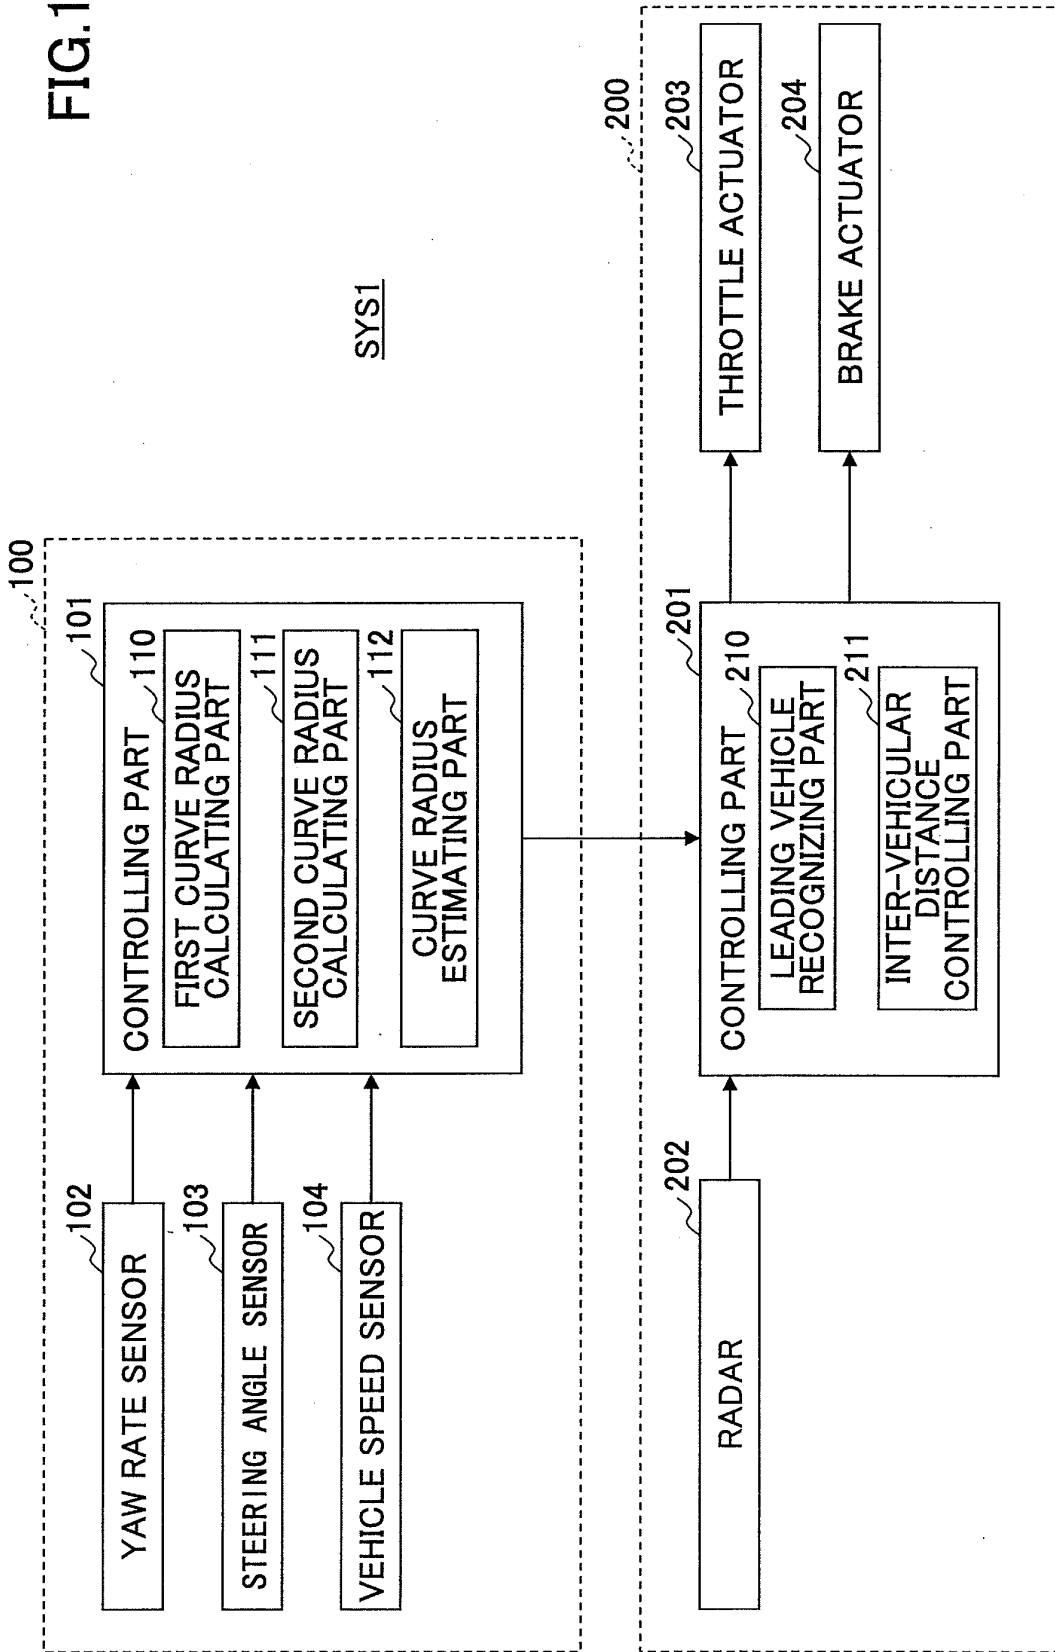 FIG.1
SYS1
100
101
102
YAW RATE SENSOR
103
STEERING ANGLE SENSOR
104
VEHICLE SPEED SENSOR
CONTROLLING PART
110
FIRST CURVE RADIUS
CALCULATING PART
111
SECOND CURVE RADIUS
CALCULATING PART
112
CURVE RADIUS
ESTIMATING PART
200
201
202
RADAR
CONTROLLING PART
210
LEADING VEHICLE
RECOGNIZING PART
211
INTER-VEHICULAR
DISTANCE
CONTROLLING PART
203
THROTTLE ACTUATOR
204
BRAKE ACTUATOR